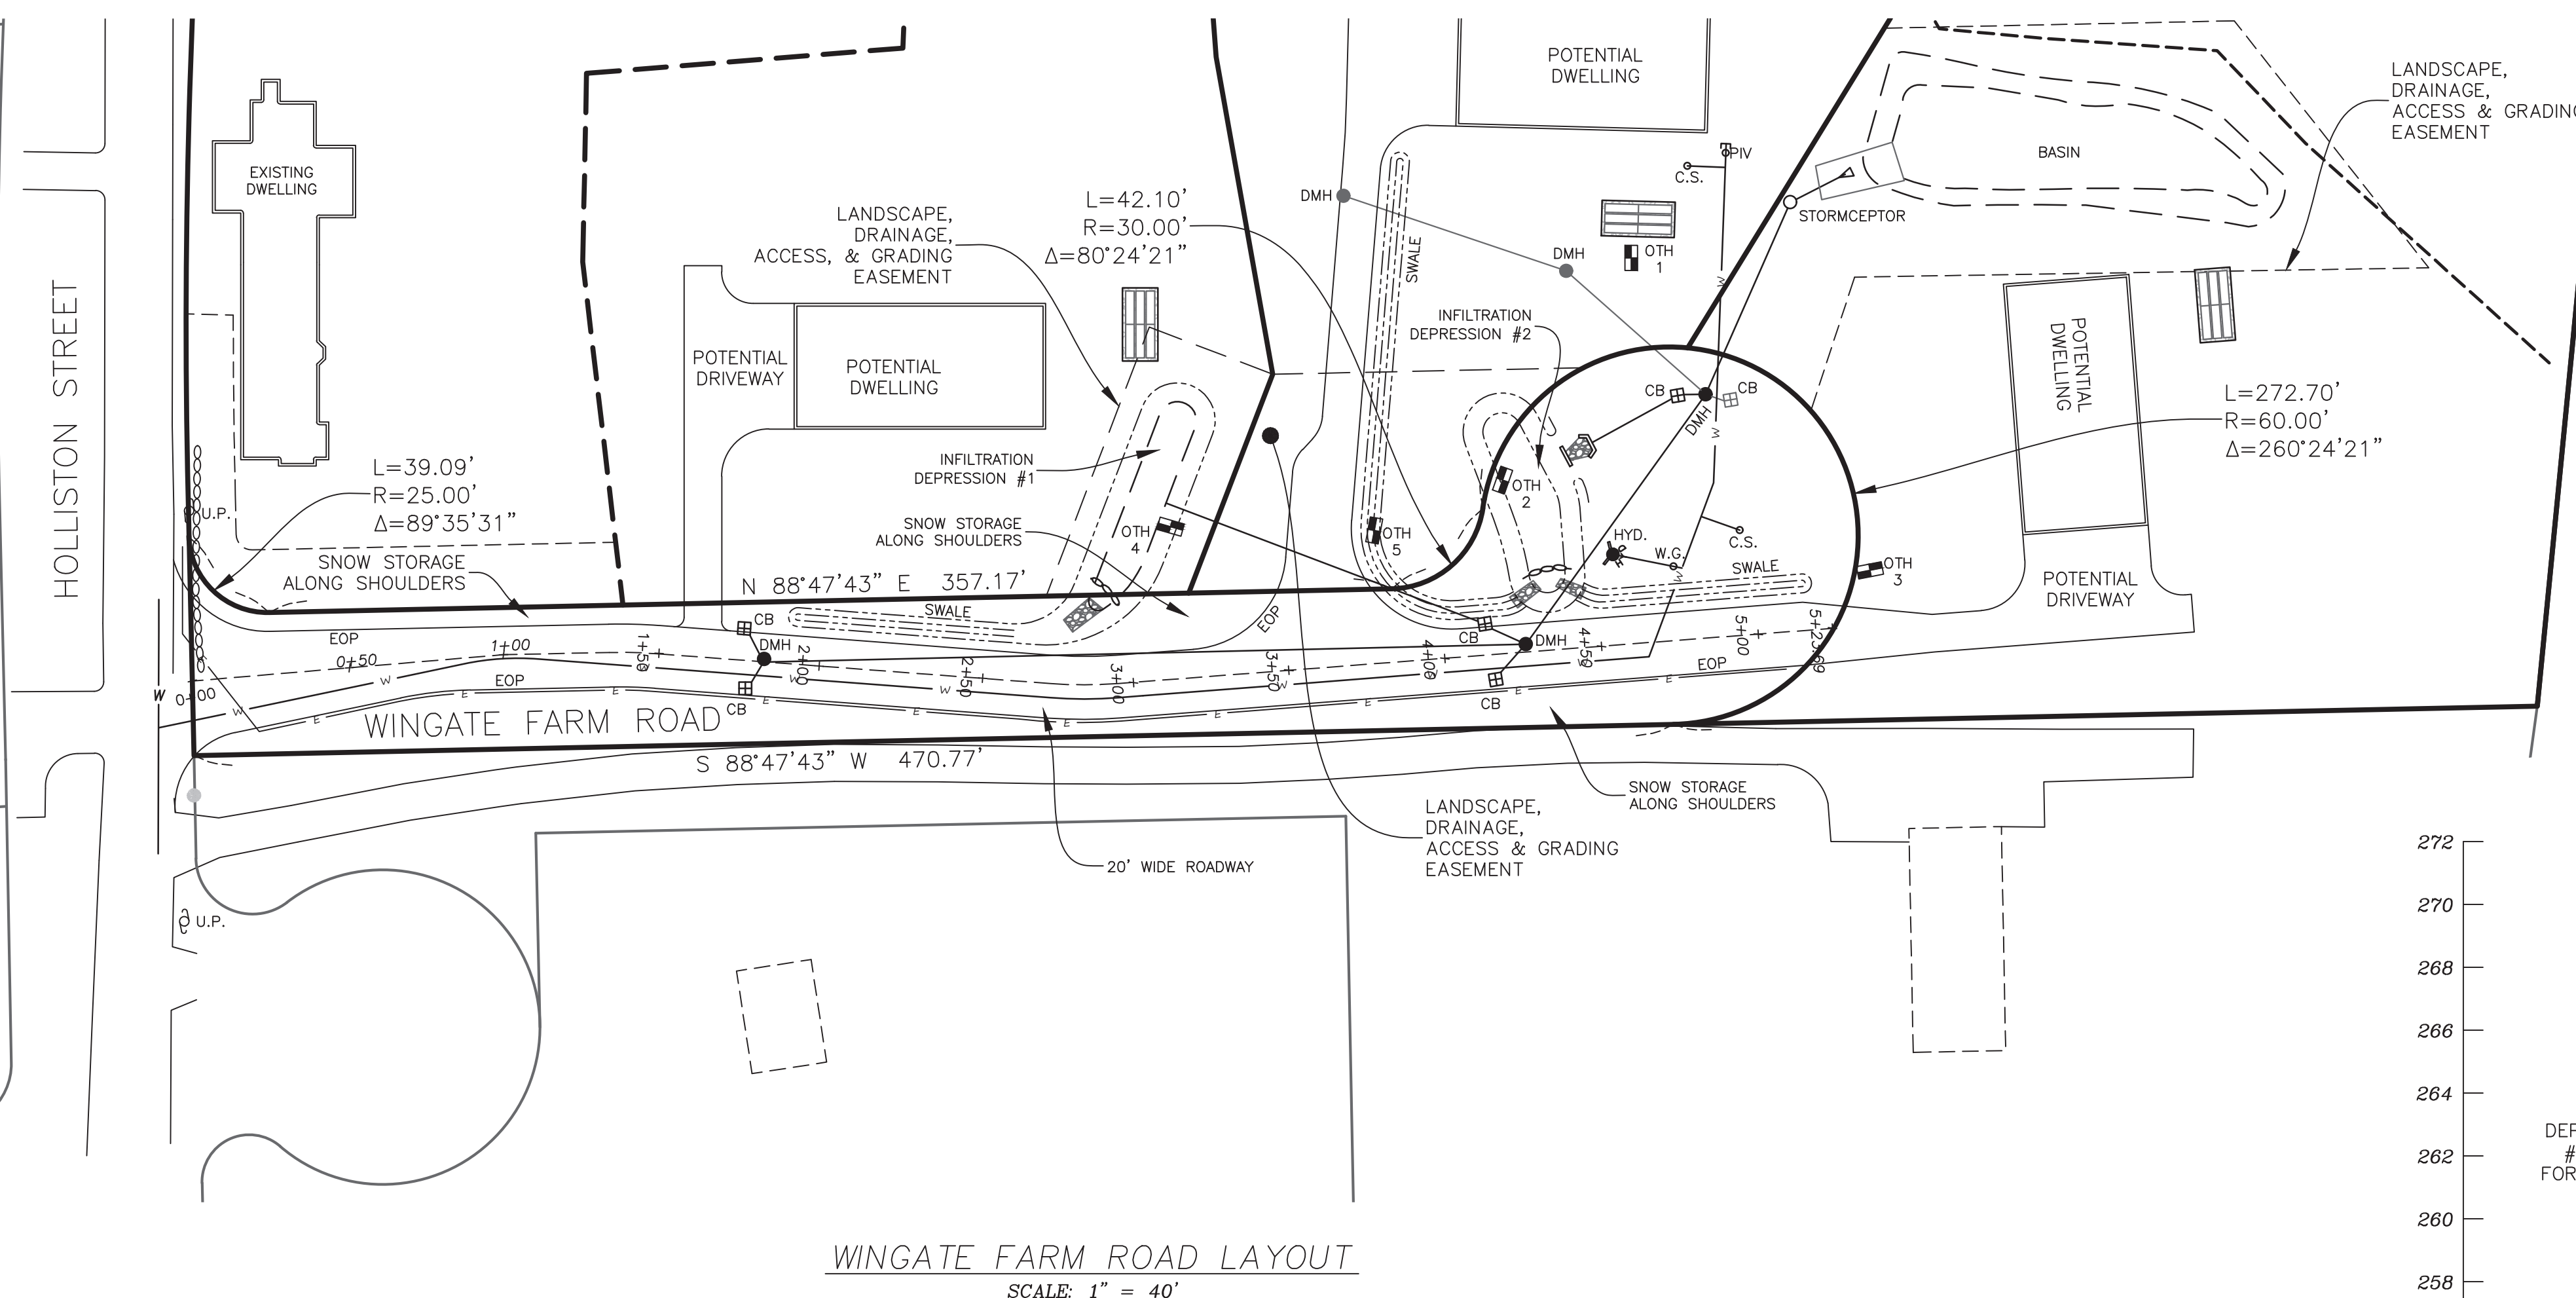 HOLLISTON STREET
EXISTING
DWELLING
U.P.
L=39.09'
R=25.00'
Δ=89°35'31"
SNOW STORAGE
ALONG SHOULDERS
POTENTIAL
DRIVEWAY
POTENTIAL
DWELLING
LANDSCAPE,
DRAINAGE,
ACCESS, & GRADING
EASEMENT
L=42.10'
R=30.00'
Δ=80°24'21"
INFILTRATION
DEPRESSION #1
SNOW STORAGE
ALONG SHOULDERS
OTH
4
N 88°47'43" E 357.17'
POTENTIAL
DWELLING
DMH
SWALE
DMH
OTH
1
C.S.
PIV
STORMCEPTOR
BASIN
LANDSCAPE,
DRAINAGE,
ACCESS & GRADING
EASEMENT
INFILTRATION
DEPRESSION #2
CB
CB
DMH
W
W
OTH
2
OTH
5
HYD.
W.G.
W
C.S.
SWALE
OTH
3
POTENTIAL
DWELLING
POTENTIAL
DRIVEWAY
L=272.70'
R=60.00'
Δ=260°24'21"
EOP
CB
SWALE
DMH
EOP
CB
DMH
W
0+00
0+50
1+00
1+50
2+00
2+50
3+00
3+50
4+00
4+50
5+00
5+23.69
W
W
W
W
W
W
EOP
EOP
E
E
E
E
E
E
E
E
E
CB
CB
WINGATE FARM ROAD
S 88°47'43" W 470.77'
20' WIDE ROADWAY
LANDSCAPE,
DRAINAGE,
ACCESS & GRADING
EASEMENT
SNOW STORAGE
ALONG SHOULDERS
U.P.
272
270
268
266
264
262
260
258
#
FOR
WINGATE FARM ROAD LAYOUT
SCALE: 1" = 40'